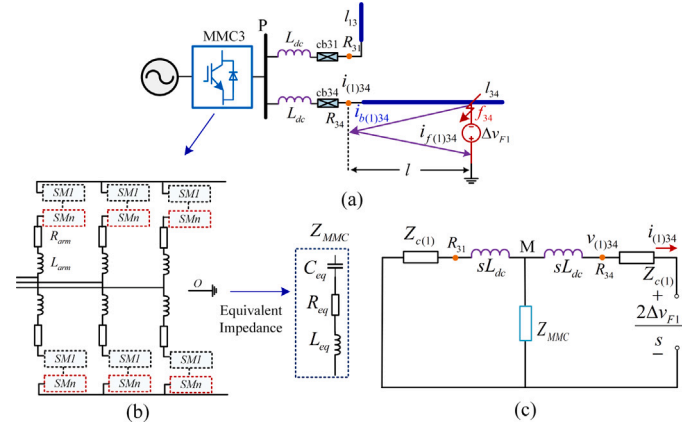 MMC3
P
L_dc
cb31
R_31
l_13
L_dc
cb34
R_34
i_(1)34
i_b(1)34
l_34
f_34
i_f(1)34
Δv_F1
l
(a)
SM1 SM1 SM1
SMn SMn SMn
R_arm
L_arm
O
Equivalent
Impedance
SM1 SM1 SM1
SMn SMn SMn
(b)
Z_MMC
C_eq
R_eq
L_eq
Z_c(1)
R_31
sL_dc
M
sL_dc
v_(1)34
R_34
i_(1)34
Z_c(1)
+
2Δv_F1
s
−
Z_MMC
(c)